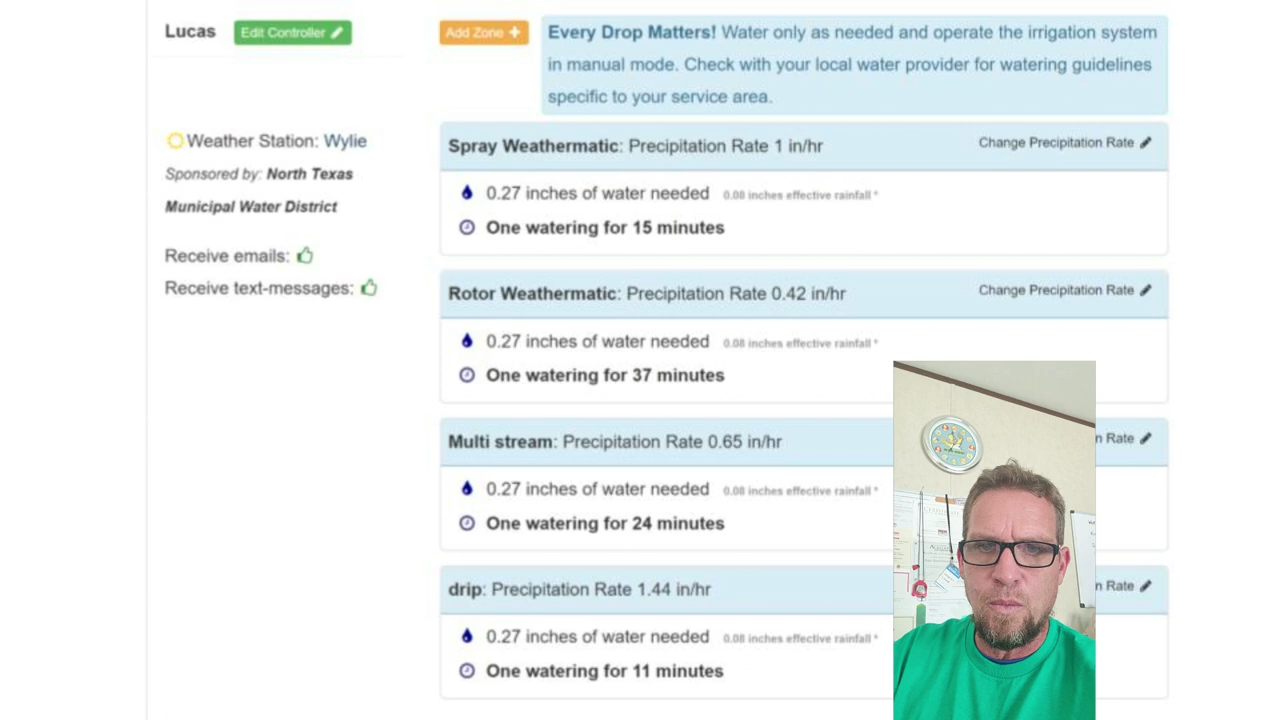 Lucas
Edit Controller
Add Zone
Every Drop Matters! Water only as needed and operate the irrigation system
in manual mode. Check with your local water provider for watering guidelines
specific to your service area.
Weather Station: Wylie
Sponsored by: North Texas
Municipal Water District
Receive emails:
Receive text-messages:
Spray Weathermatic: Precipitation Rate 1 in/hr
Change Precipitation Rate
0.27 inches of water needed 0.08 inches effective rainfall *
One watering for 15 minutes
Rotor Weathermatic: Precipitation Rate 0.42 in/hr
Change Precipitation Rate
0.27 inches of water needed 0.08 inches effective rainfall *
One watering for 37 minutes
Multi stream: Precipitation Rate 0.65 in/hr
n Rate
0.27 inches of water needed 0.08 inches effective rainfall *
One watering for 24 minutes
drip: Precipitation Rate 1.44 in/hr
n Rate
0.27 inches of water needed 0.08 inches effective rainfall *
One watering for 11 minutes